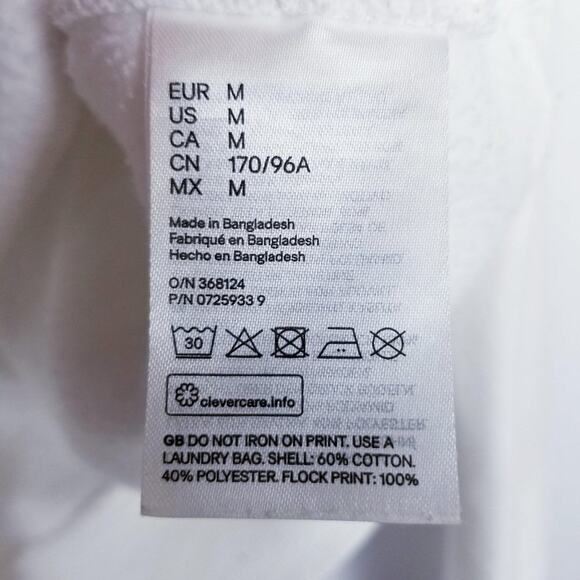 EUR M
US M
CA M
CN 170/96A
MX M
Made in Bangladesh
Fabriqué en Bangladesh
Hecho en Bangladesh
O/N 368124
P/N 0725933 9
30
clevercare.info
GB DO NOT IRON ON PRINT. USE A
LAUNDRY BAG. SHELL: 60% COTTON.
40% POLYESTER. FLOCK PRINT: 100%